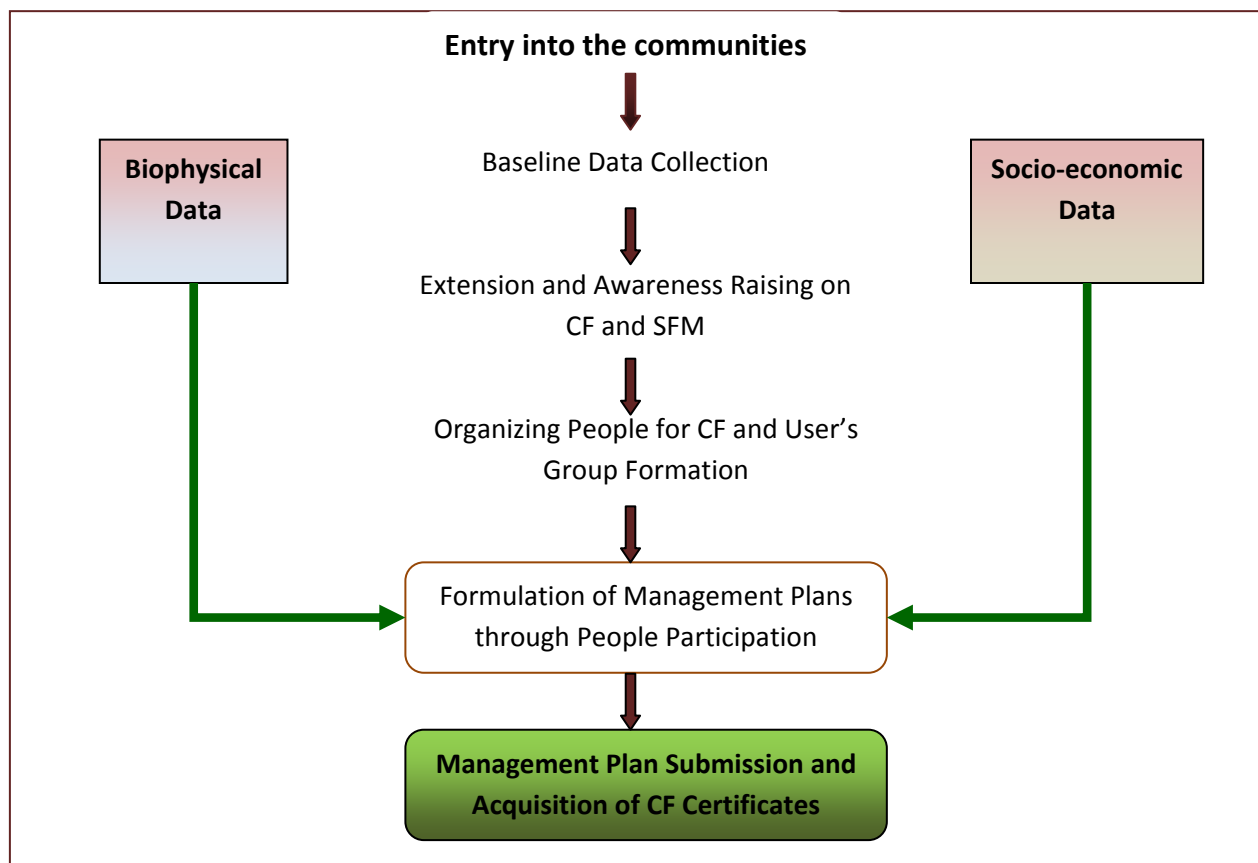 Entry into the communities
Biophysical
Data
Baseline Data Collection
Socio-economic
Data
Extension and Awareness Raising on
CF and SFM
Organizing People for CF and User’s
Group Formation
Formulation of Management Plans
through People Participation
Management Plan Submission and
Acquisition of CF Certificates